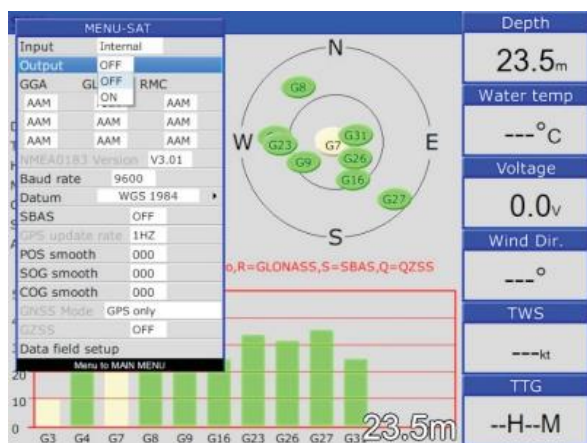 MENU-SAT
Input Internal
Output OFF
OFF
ON
GGA GL RMC
AAM AAM
AAM AAM AAM
AAM AAM AAM
NMEA0183 Version V3.01
Baud rate 9600
Datum WGS 1984
SBAS OFF
GPS update rate 1HZ
POS smooth 000
SOG smooth 000
COG smooth 000
GNSS Mode GPS only
GZSS OFF
Data field setup
Menu to MAIN MENU
N
W E
S
G8
G23 G7 G31
G9 G26
G16
G27
o,R=GLONASS,S=SBAS,Q=QZSS
20
10
0
G3 G4 G7 G8 G9 G16 G23 G26 G27 G31
23.5m
Depth
23.5m
Water temp
---°C
Voltage
0.0v
Wind Dir.
---°
TWS
---kt
TTG
--H--M